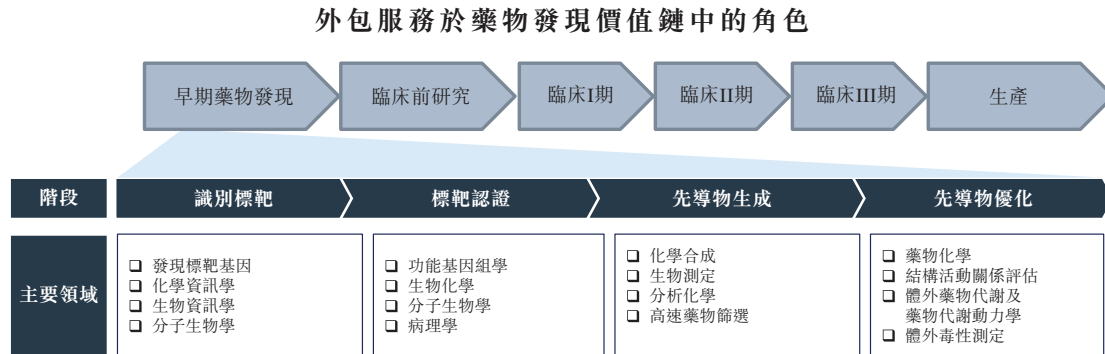 外包服務於藥物發現價值鏈中的角色
早期藥物發現
臨床前研究
臨床I期
臨床II期
臨床III期
生產
階段
識別標靶
標靶認證
先導物生成
先導物優化
主要領域
發現標靶基因
化學資訊學
生物資訊學
分子生物學
功能基因組學
生物化學
分子生物學
病理學
化學合成
生物測定
分析化學
高速藥物篩選
藥物化學
結構活動關係評估
體外藥物代謝及
藥物代謝動力學
體外毒性測定